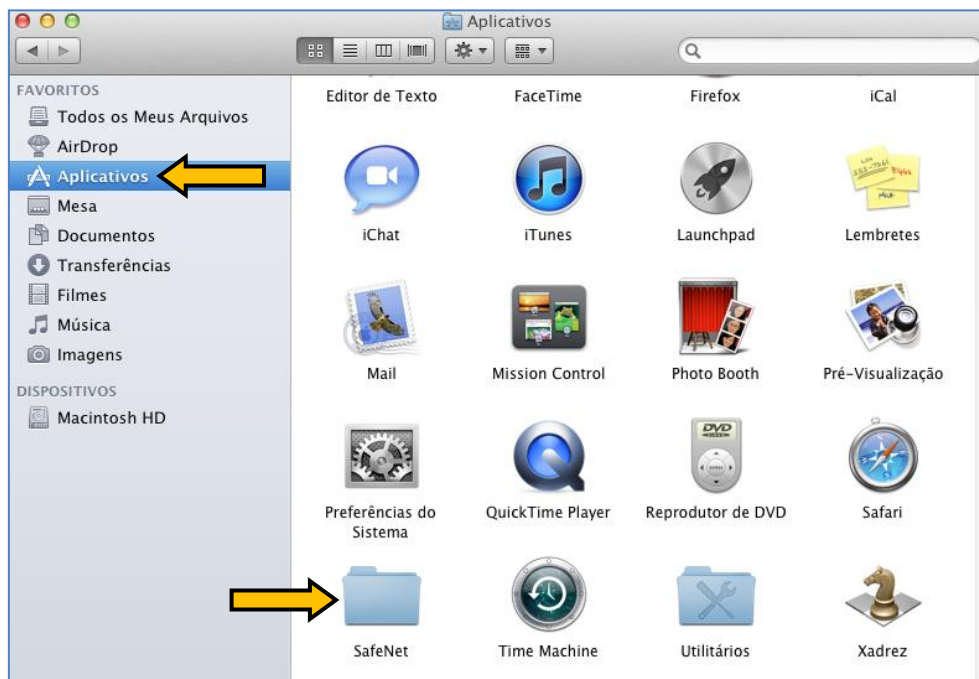 Aplicativos
FAVORITOS
Todos os Meus Arquivos
AirDrop
Aplicativos
Mesa
Documentos
Transferências
Filmes
Música
Imagens
DISPOSITIVOS
Macintosh HD
Editor de Texto FaceTime Firefox iCal
iChat iTunes Launchpad Lembretes
Mail Mission Control Photo Booth Pré-Visualização
DVD
Preferências do QuickTime Player Reprodutor de DVD Safari
Sistema
SafeNet Time Machine Utilitários Xadrez